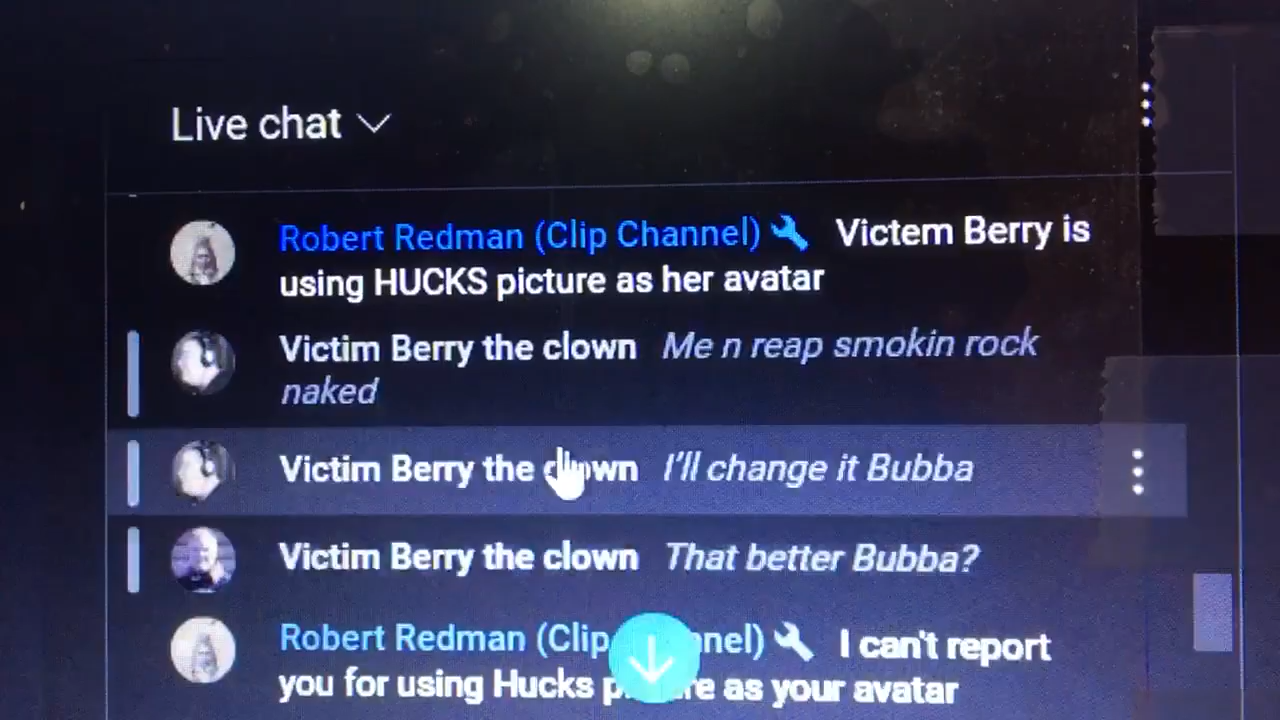 Live chat
Robert Redman (Clip Channel) Victem Berry is
using HUCKS picture as her avatar
Victim Berry the clown Me n reap smokin rock
naked
Victim Berry the clown I'll change it Bubba
Victim Berry the clown That better Bubba?
Robert Redman (Clip Channel) I can't report
you for using Hucks picture as your avatar